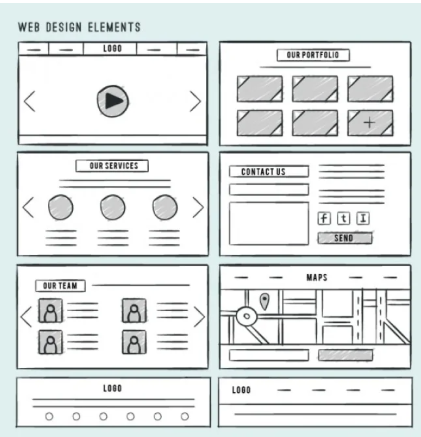 WEB DESIGN ELEMENTS
LOGO
OUR PORTFOLIO
OUR SERVICES
CONTACT US
f t I
SEND
OUR TEAM
MAPS
LOGO
LOGO